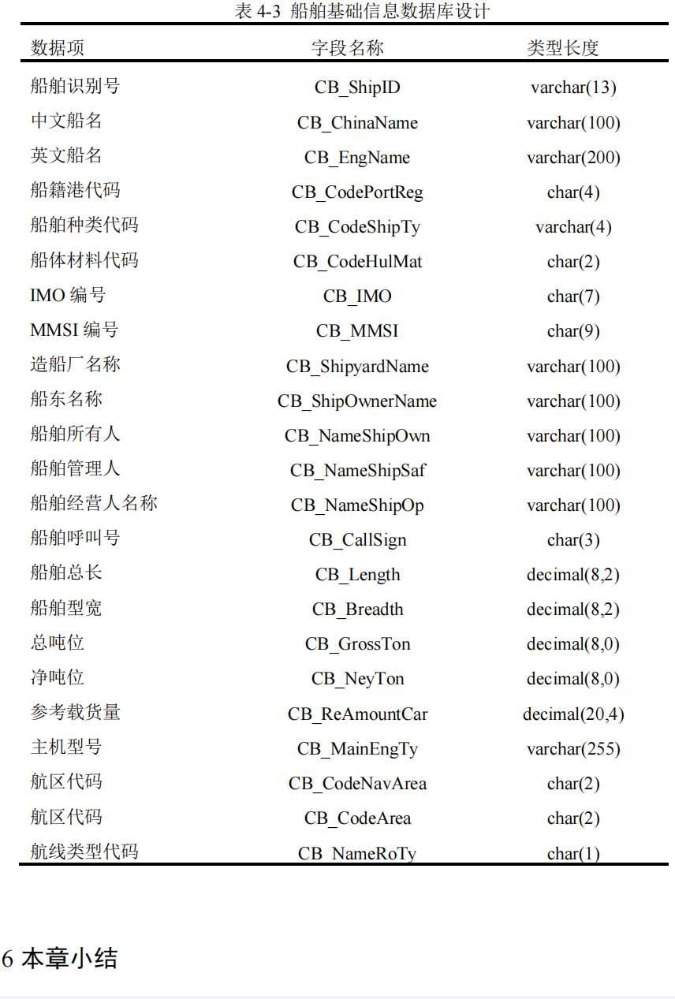 表 4-3 船舶基础信息数据库设计
数据项 字段名称 类型长度
船舶识别号 CB_ShipID varchar(13)
中文船名 CB_ChinaName varchar(100)
英文船名 CB_EngName varchar(200)
船籍港代码 CB_CodePortReg char(4)
船舶种类代码 CB_CodeShipTy varchar(4)
船体材料代码 CB_CodeHulMat char(2)
IMO 编号 CB_IMO char(7)
MMSI 编号 CB_MMSI char(9)
造船厂名称 CB_ShipyardName varchar(100)
船东名称 CB_ShipOwnerName varchar(100)
船舶所有人 CB_NameShipOwn varchar(100)
船舶管理人 CB_NameShipSaf varchar(100)
船舶经营人名称 CB_NameShipOp varchar(100)
船舶呼叫号 CB_CallSign char(3)
船舶总长 CB_Length decimal(8,2)
船舶型宽 CB_Breadth decimal(8,2)
总吨位 CB_GrossTon decimal(8,0)
净吨位 CB_NeyTon decimal(8,0)
参考载货量 CB_ReAmountCar decimal(20,4)
主机型号 CB_MainEngTy varchar(255)
航区代码 CB_CodeNavArea char(2)
航区代码 CB_CodeArea char(2)
航线类型代码 CB_NameRoTy char(1)
6 本章小结